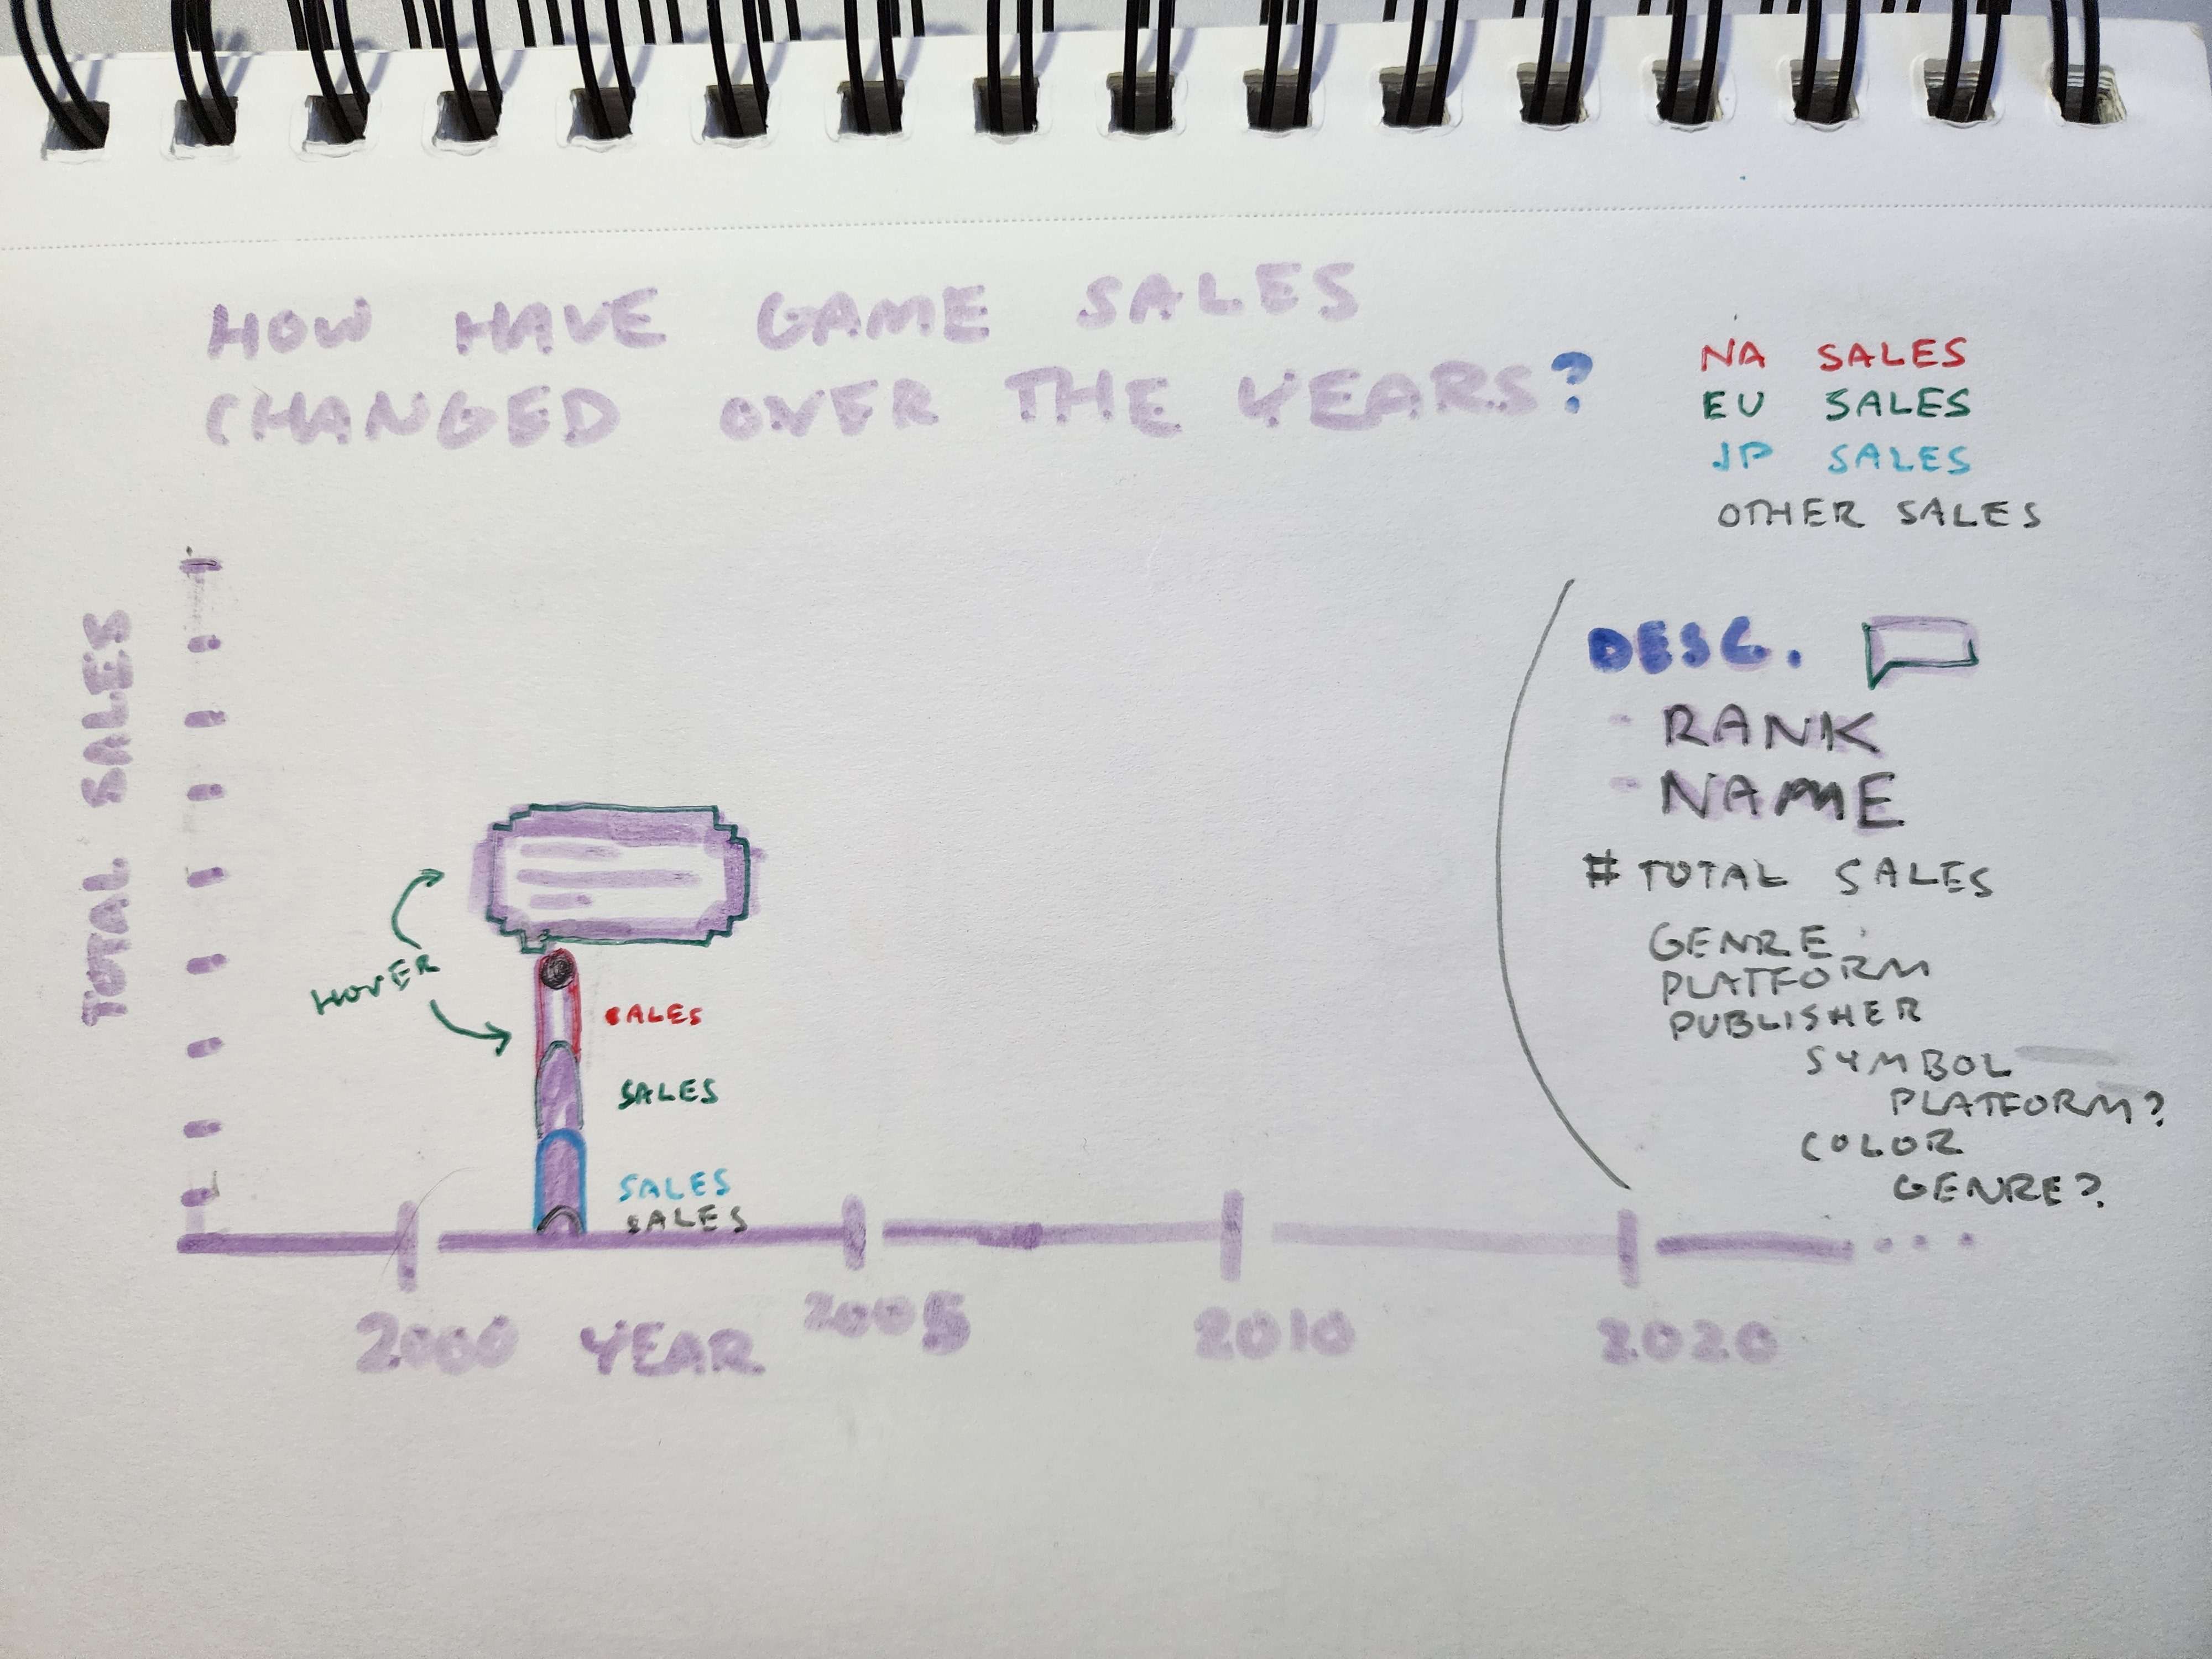 HOW HAVE GAME SALES
CHANGED OVER THE YEARS?
NA SALES
EU SALES
JP SALES
OTHER SALES
TOTAL SALES
HOVER
SALES
SALES
SALES
SALES
DESC.
- RANK
- NAME
# TOTAL SALES
GENRE
PLATFORM
PUBLISHER
SYMBOL
PLATFORM?
COLOR
GENRE?
2000 YEAR 2005 2010 2020